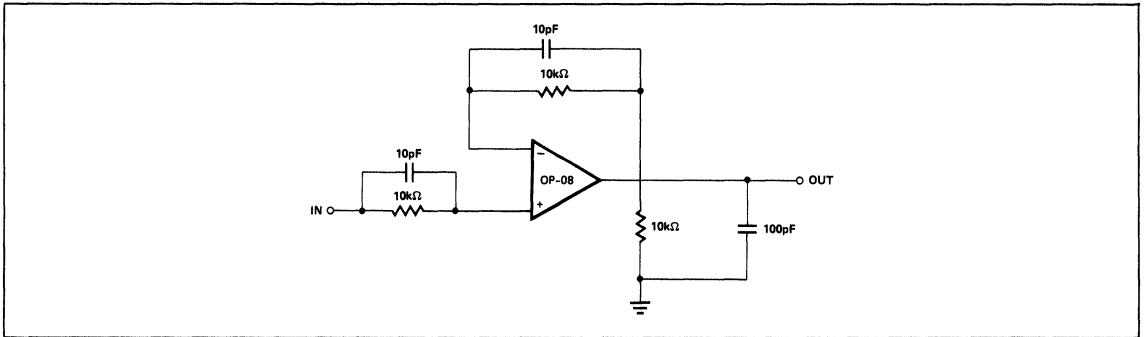 10pF
10kΩ
10pF
−
OP-08
OUT
10kΩ
IN
+
10kΩ
100pF